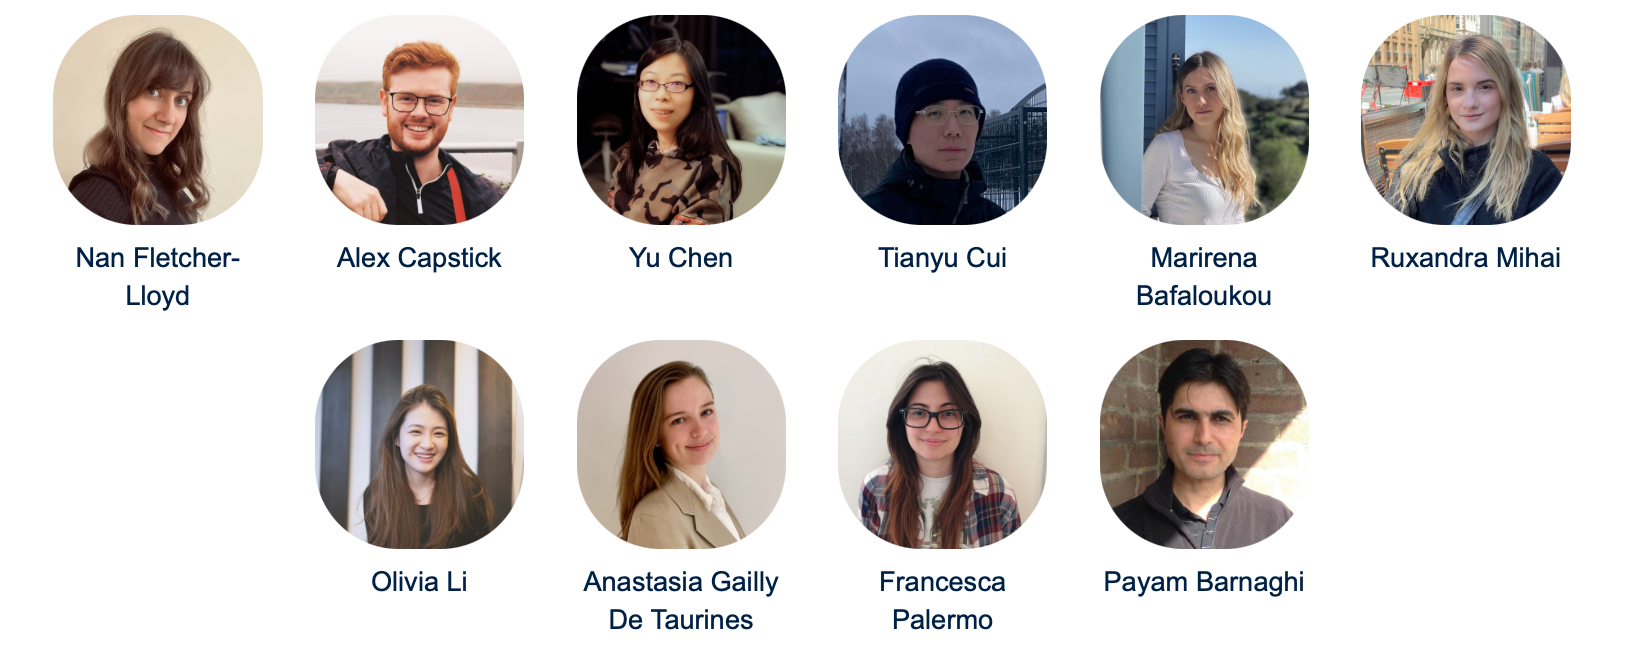 Nan Fletcher-
Lloyd
Alex Capstick
Yu Chen
Tianyu Cui
Marirena
Bafaloukou
Ruxandra Mihai
Olivia Li
Anastasia Gailly
De Taurines
Francesca
Palermo
Payam Barnaghi